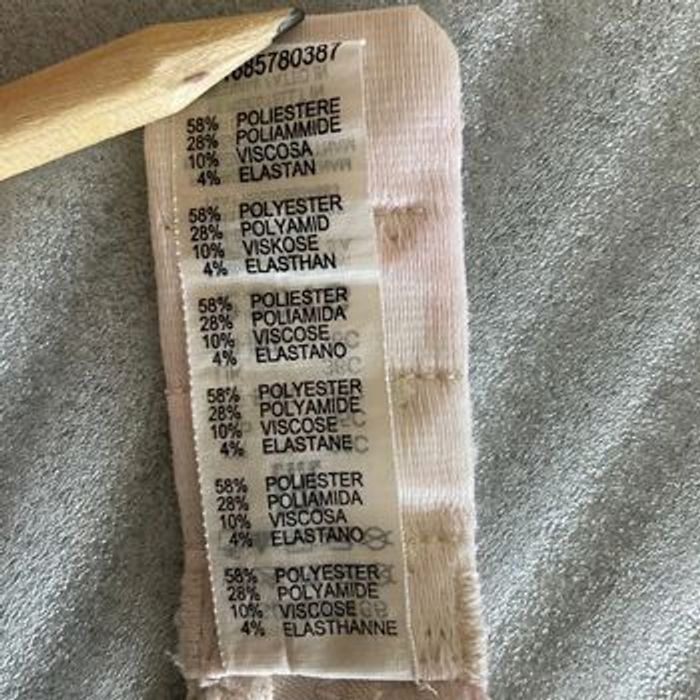 685780387
58% POLIESTERE
28% POLIAMMIDE
10% VISCOSA
4% ELASTAN
58% POLYESTER
28% POLYAMID
10% VISKOSE
4% ELASTHAN
58% POLIESTER
28% POLIAMIDA
10% VISCOSE
4% ELASTANO
58% POLYESTER
28% POLYAMIDE
10% VISCOSE
4% ELASTANE
58% POLIESTER
28% POLIAMIDA
10% VISCOSA
4% ELASTANO
58% POLYESTER
28% POLYAMIDE
10% VISCOSE
4% ELASTHANNE